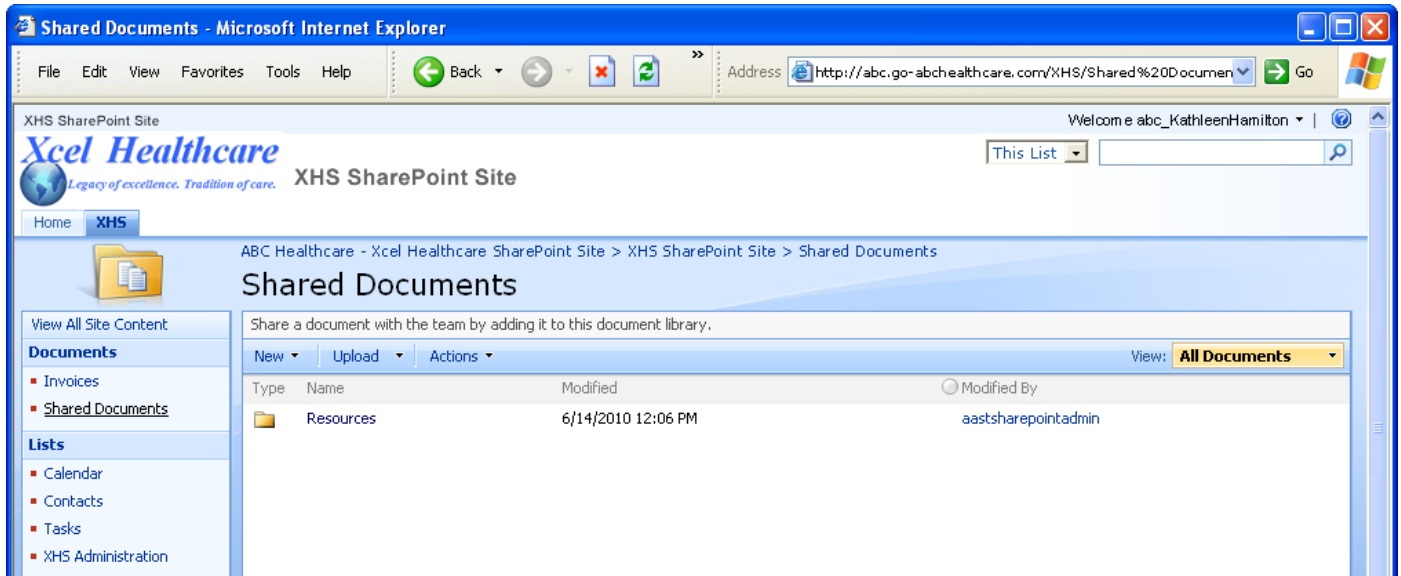 Shared Documents - Microsoft Internet Explorer
File Edit View Favorites Tools Help Back » Address http://abc.go-abchealthcare.com/XHS/Shared%20Documen Go
XHS SharePoint Site Welcome abc_KathleenHamilton |
Xcel Healthcare
Legacy of excellence. Tradition of care.
XHS SharePoint Site
This List
Home XHS
ABC Healthcare - Xcel Healthcare SharePoint Site > XHS SharePoint Site > Shared Documents
Shared Documents
View All Site Content
Documents
Invoices
Shared Documents
Lists
Calendar
Contacts
Tasks
XHS Administration
Share a document with the team by adding it to this document library.
New Upload Actions View: All Documents
Type Name Modified Modified By
Resources 6/14/2010 12:06 PM aastsharepointadmin